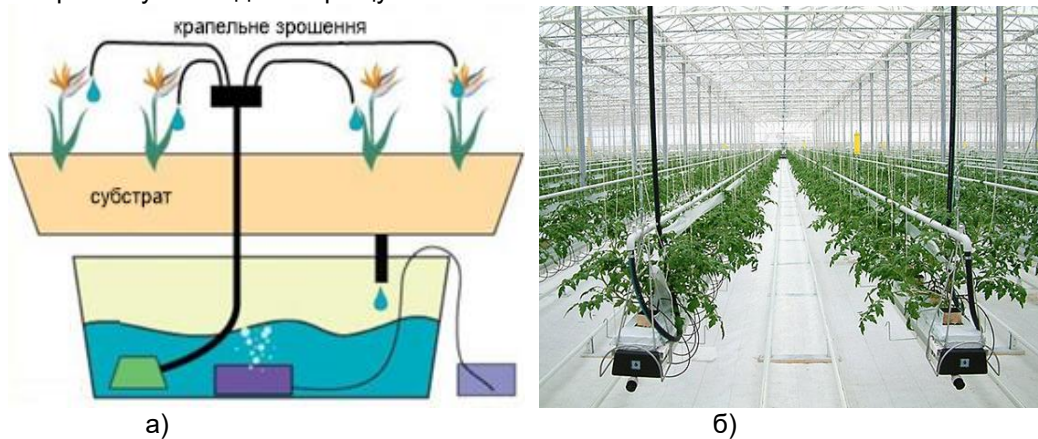 крапельне зрошення
субстрат
а)
б)